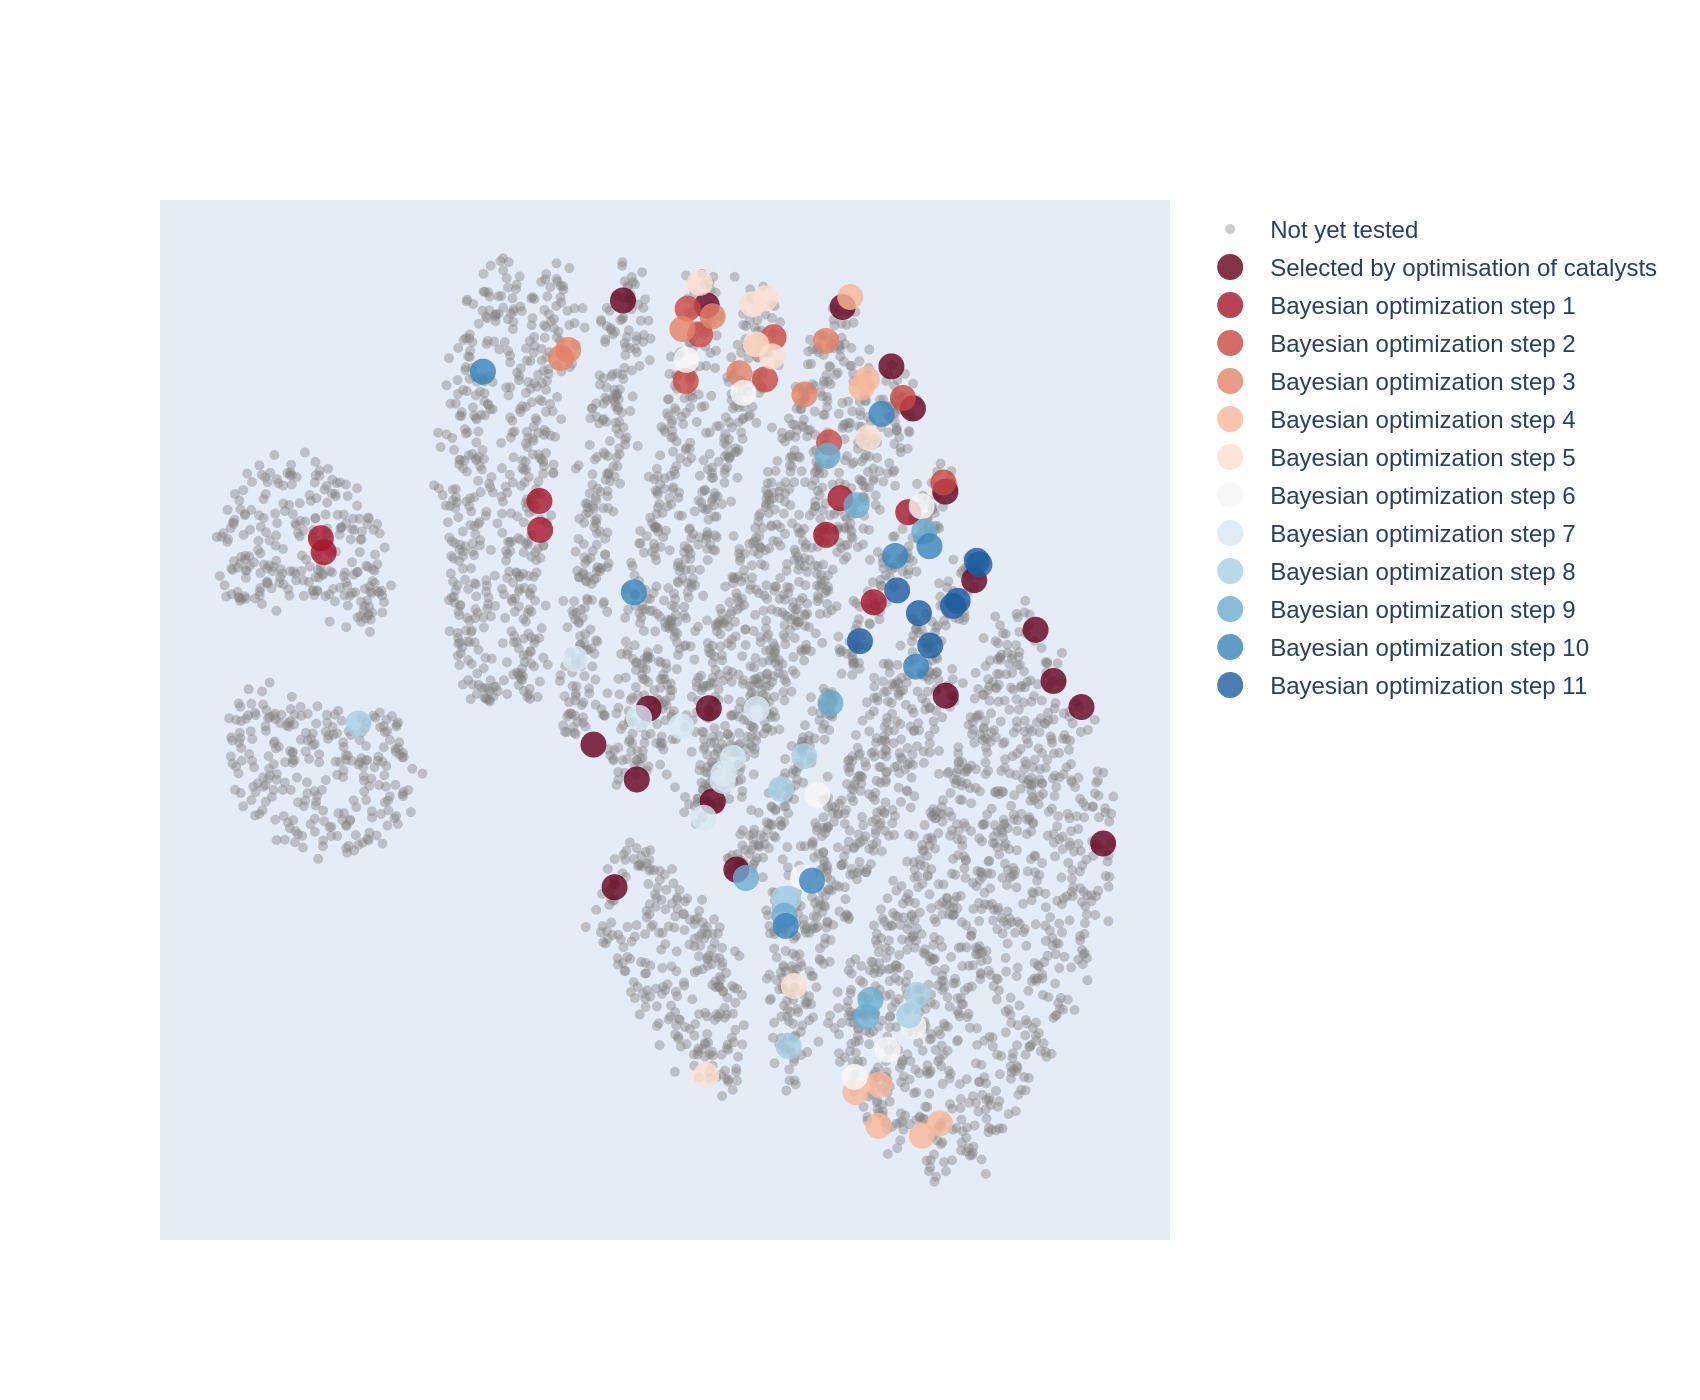 Not yet tested
Selected by optimisation of catalysts
Bayesian optimization step 1
Bayesian optimization step 2
Bayesian optimization step 3
Bayesian optimization step 4
Bayesian optimization step 5
Bayesian optimization step 6
Bayesian optimization step 7
Bayesian optimization step 8
Bayesian optimization step 9
Bayesian optimization step 10
Bayesian optimization step 11